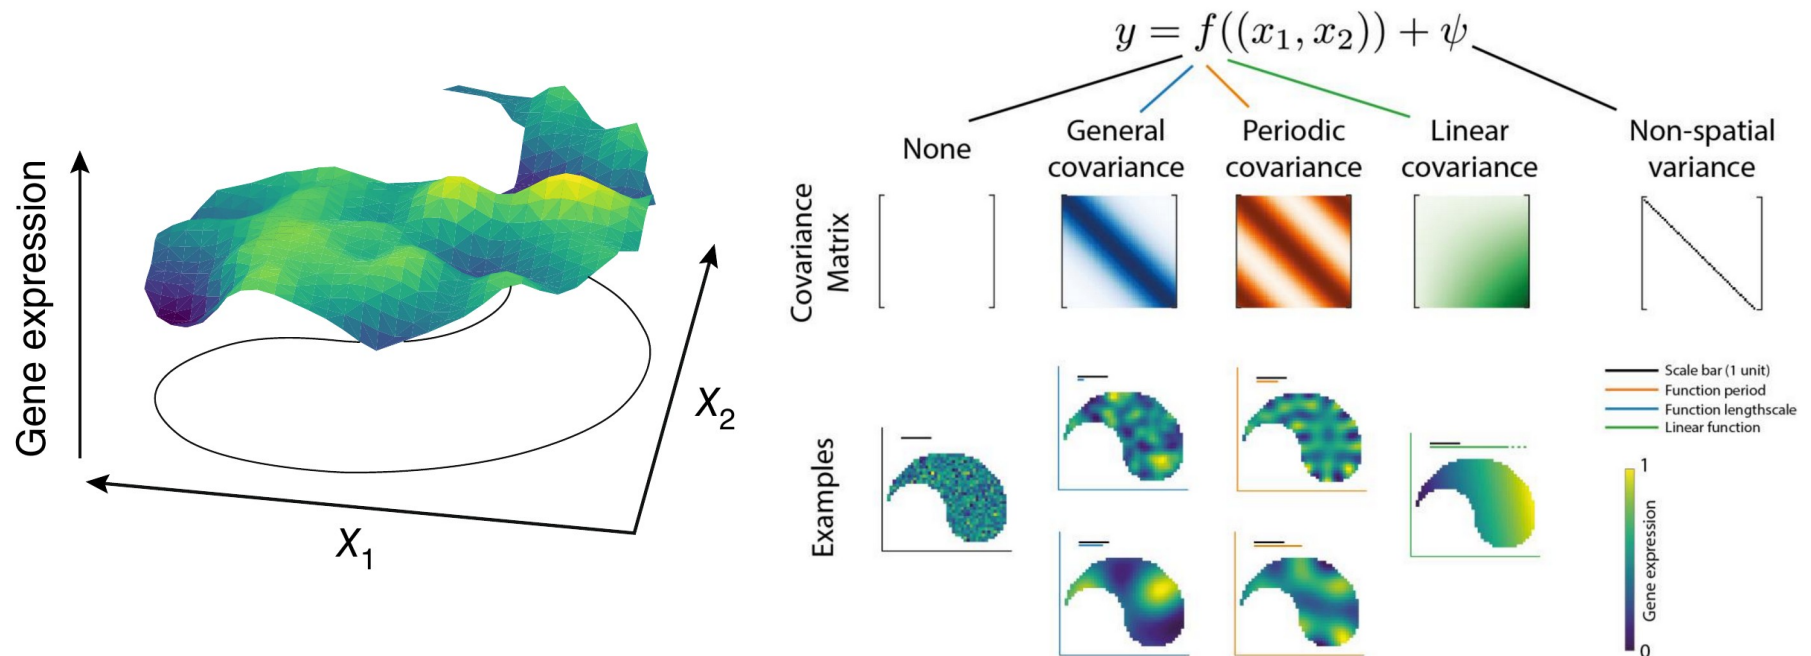 Gene expression
X1
X2
y = f((x1, x2)) + ψ
None
General
covariance
Periodic
covariance
Linear
covariance
Non-spatial
variance
Covariance
Matrix
Examples
Scale bar (1 unit)
Function period
Function lengthscale
Linear function
1
Gene expression
0